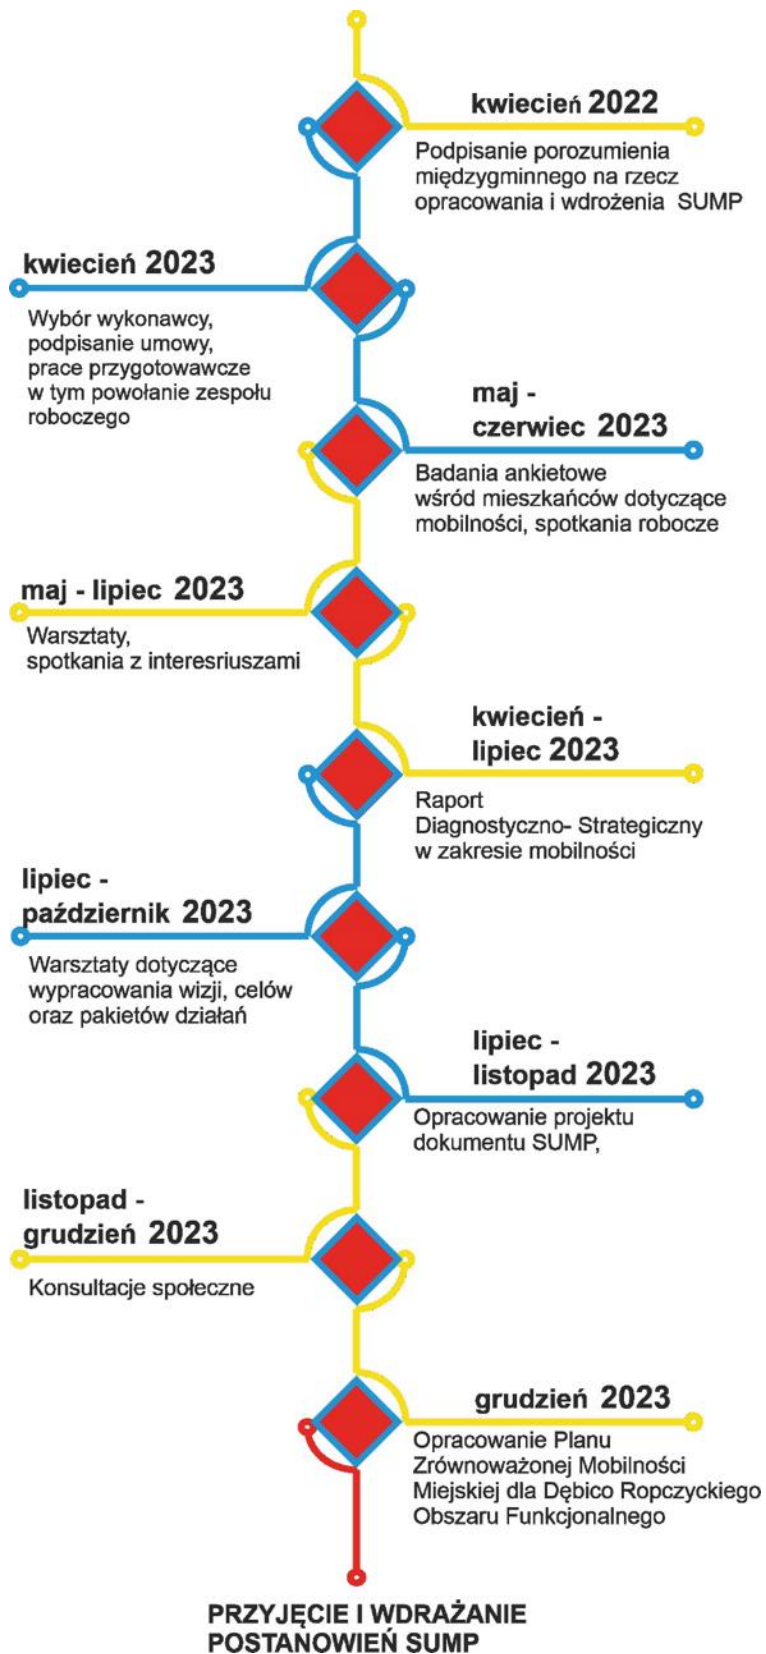 kwiecień 2022
Podpisanie porozumienia
międzygminnego na rzecz
opracowania i wdrożenia SUMP
kwiecień 2023
Wybór wykonawcy,
podpisanie umowy,
prace przygotowawcze
w tym powołanie zespołu
roboczego
maj -
czerwiec 2023
Badania ankietowe
wśród mieszkańców dotyczące
mobilności, spotkania robocze
maj - lipiec 2023
Warsztaty,
spotkania z interesriuszami
kwiecień -
lipiec 2023
Raport
Diagnostyczno- Strategiczny
w zakresie mobilności
lipiec -
październik 2023
Warsztaty dotyczące
wypracowania wizji, celów
oraz pakietów działań
lipiec -
listopad 2023
Opracowanie projektu
dokumentu SUMP,
listopad -
grudzień 2023
Konsultacje społeczne
grudzień 2023
Opracowanie Planu
Zrównoważonej Mobilności
Miejskiej dla Dębico Ropczyckiego
Obszaru Funkcjonalnego
PRZYJĘCIE I WDRAŻANIE
POSTANOWIEŃ SUMP